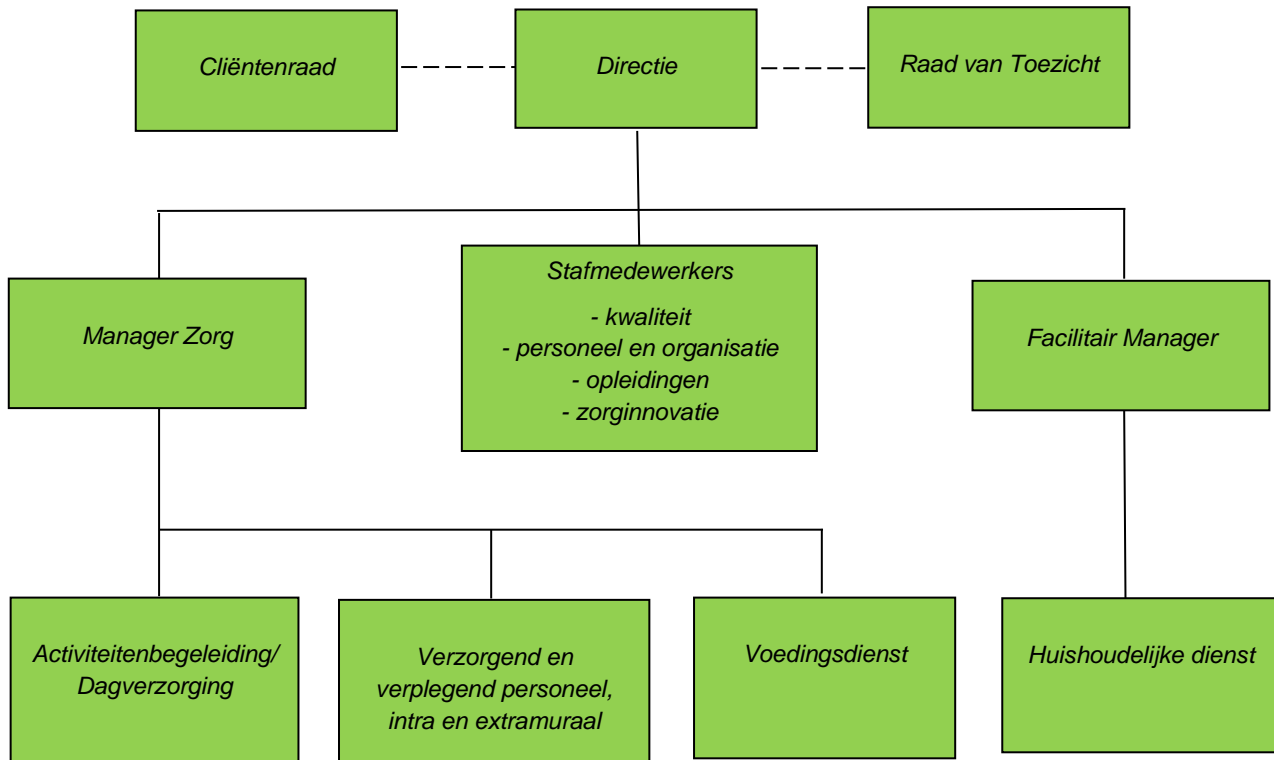 Cliëntenraad
Directie
Raad van Toezicht
Stafmedewerkers
- kwaliteit
- personeel en organisatie
- opleidingen
- zorginnovatie
Manager Zorg
Facilitair Manager
Activiteitenbegeleiding/
Dagverzorging
Verzorgend en
verplegend personeel,
intra en extramuraal
Voedingsdienst
Huishoudelijke dienst